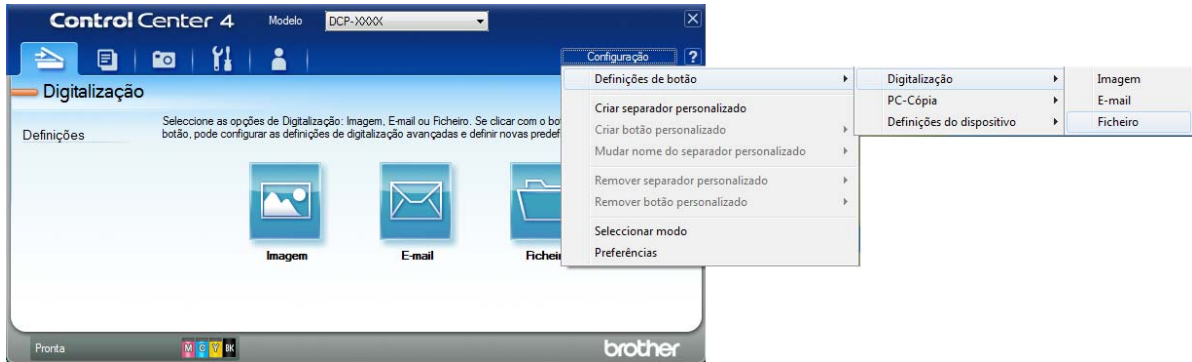 Control Center 4
Modelo
DCP-XXXX
Configuração
?
Digitalização
Definições
Seleccione as opções de Digitalização: Imagem, E-mail ou Ficheiro. Se clicar com o bo
botão, pode configurar as definições de digitalização avançadas e definir novas predef
Imagem
E-mail
Ficheir
Definições de botão
Criar separador personalizado
Criar botão personalizado
Mudar nome do separador personalizado
Remover separador personalizado
Remover botão personalizado
Seleccionar modo
Preferências
Digitalização
PC-Cópia
Definições do dispositivo
Imagem
E-mail
Ficheiro
Pronta
M C Y BK
brother